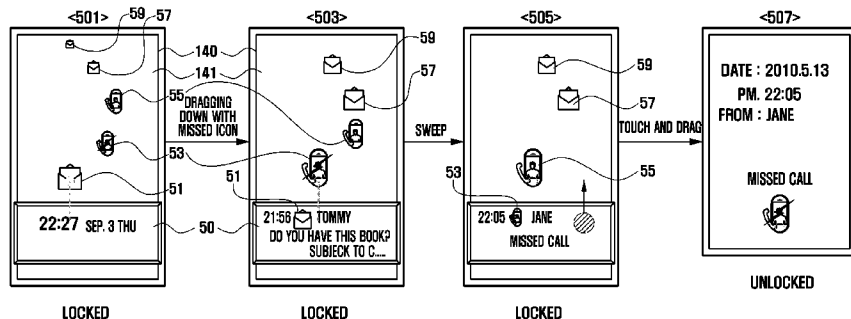 <501>
<503>
<505>
<507>
59
57
140
141
55
DRAGGING
DOWN WITH
MISSED ICON
53
51
22:27 SEP. 3 THU
50
LOCKED
59
57
51
21:56 TOMMY
DO YOU HAVE THIS BOOK?
SUBJECK TO C.....
LOCKED
SWEEP
59
57
55
53
22:05 JANE
MISSED CALL
LOCKED
TOUCH AND DRAG
DATE : 2010.5.13
PM. 22:05
FROM : JANE
MISSED CALL
UNLOCKED